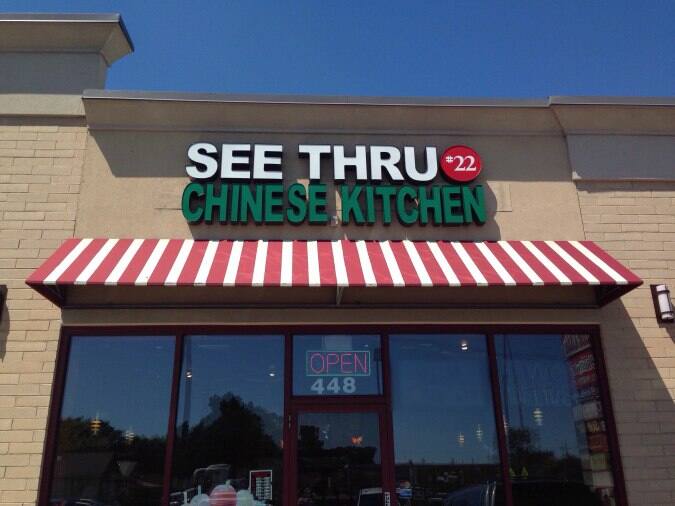 SEE THRU #22
CHINESE KITCHEN
OPEN
448